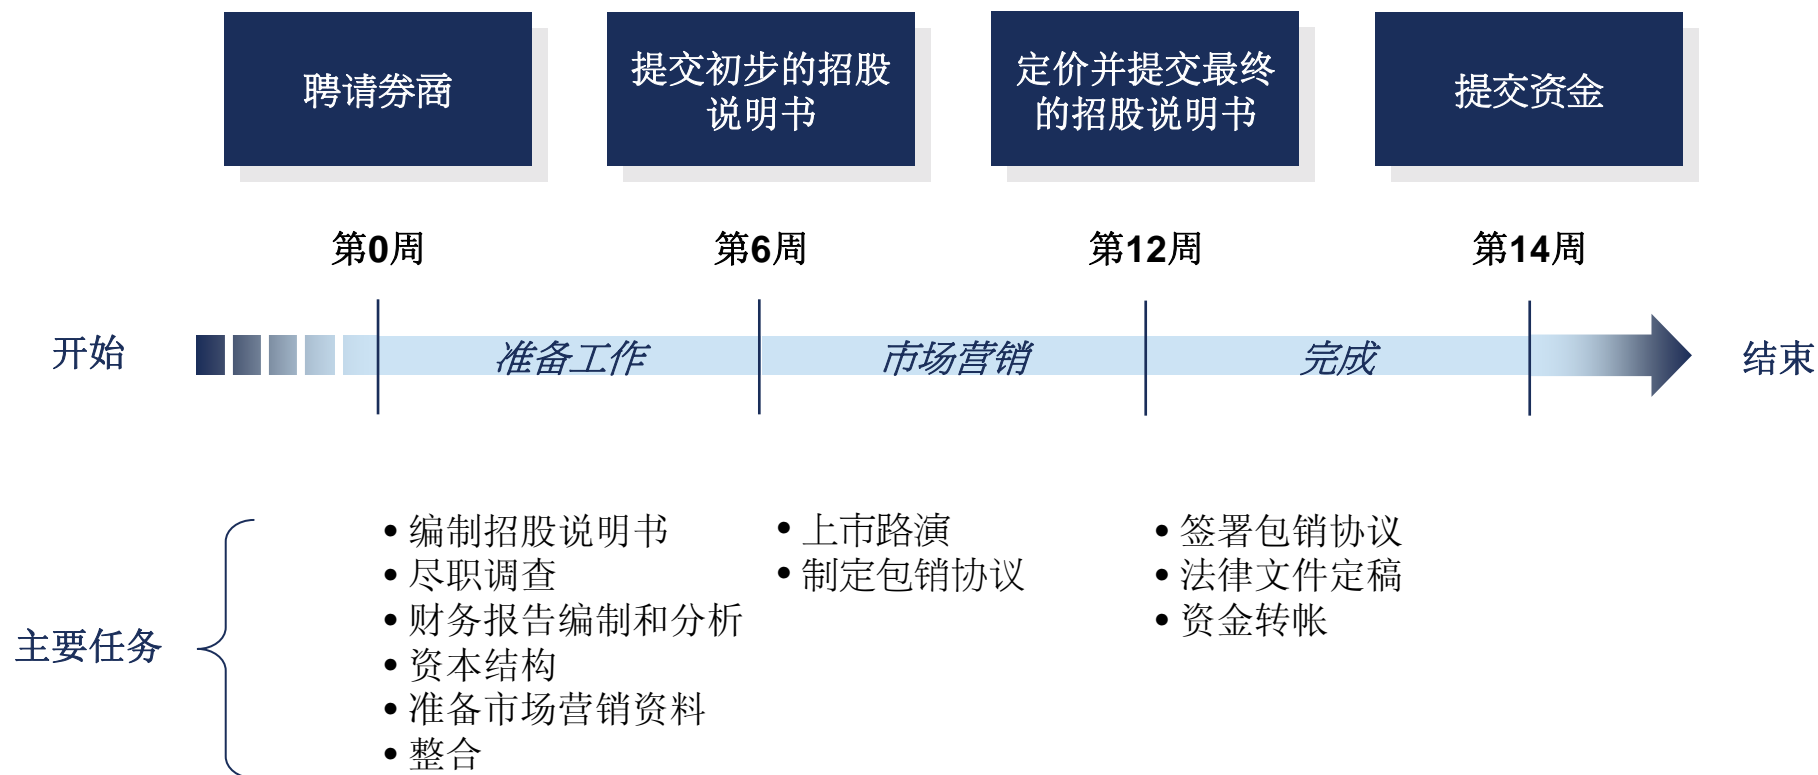 聘请券商
提交初步的招股
说明书
定价并提交最终
的招股说明书
提交资金
第0周
第6周
第12周
第14周
开始
准备工作
市场营销
完成
结束
主要任务
• 编制招股说明书
• 尽职调查
• 财务报告编制和分析
• 资本结构
• 准备市场营销资料
• 整合
• 上市路演
• 制定包销协议
• 签署包销协议
• 法律文件定稿
• 资金转帐